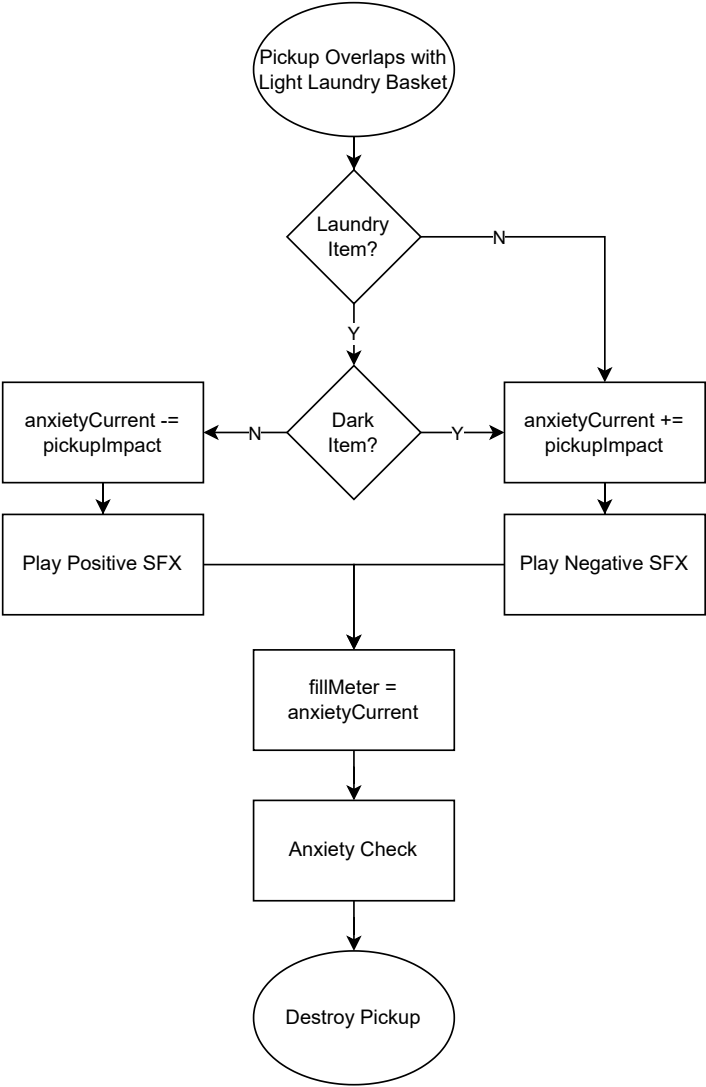 Pickup Overlaps with
Light Laundry Basket
Laundry
Item?
N
Y
anxietyCurrent -=
pickupImpact
N
Dark
Item?
Y
anxietyCurrent +=
pickupImpact
Play Positive SFX
Play Negative SFX
fillMeter =
anxietyCurrent
Anxiety Check
Destroy Pickup